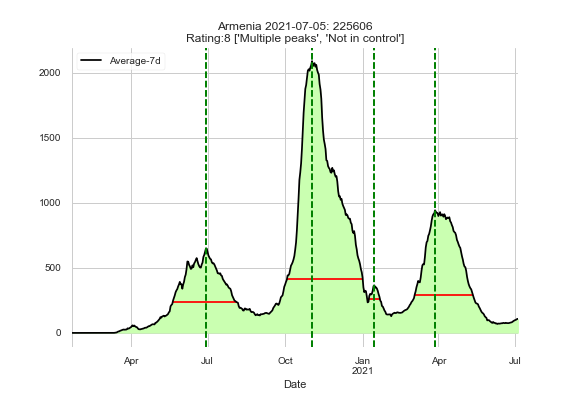 Armenia 2021-07-05: 225606
Rating:8 ['Multiple peaks', 'Not in control']
Average-7d
2000
1500
1000
500
0
Apr
Jul
Oct
Jan
2021
Apr
Jul
Date